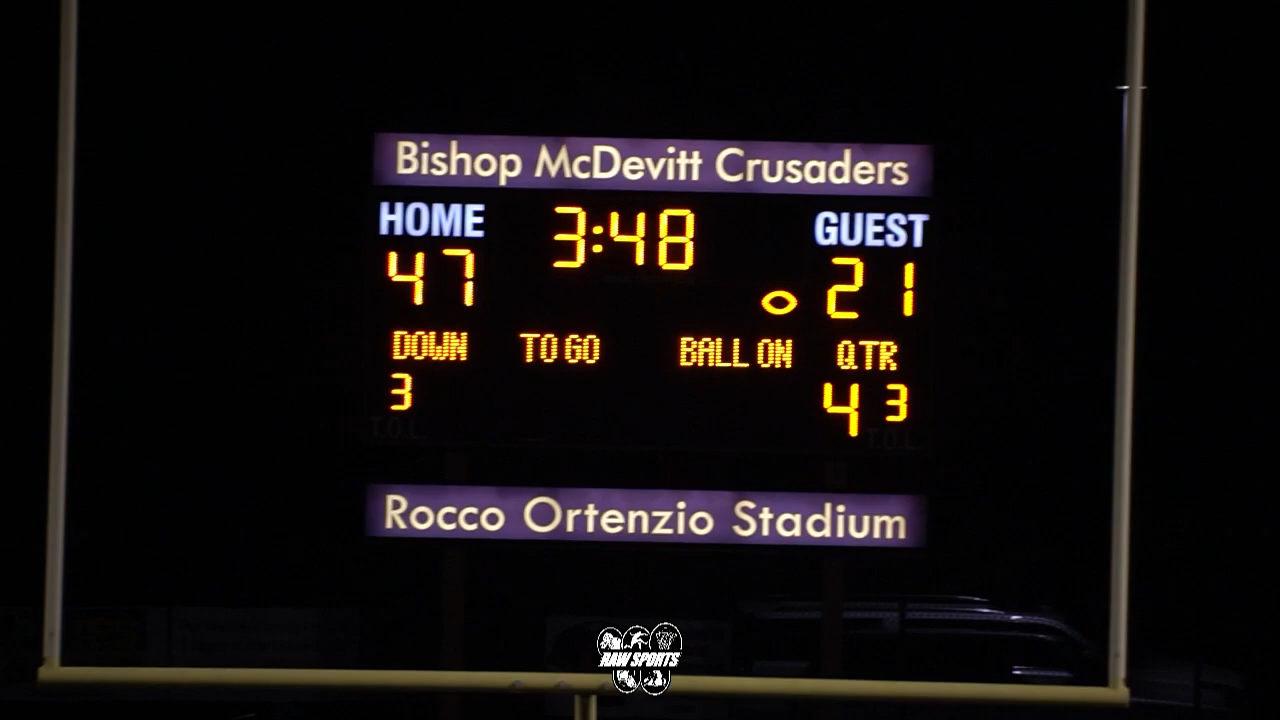 Bishop McDevitt Crusaders
HOME 3:48 GUEST
47 21
DOWN TO GO BALL ON QTR
3 4 3
T.O.L. T.O.L.
Rocco Ortenzio Stadium
RAW SPORTS